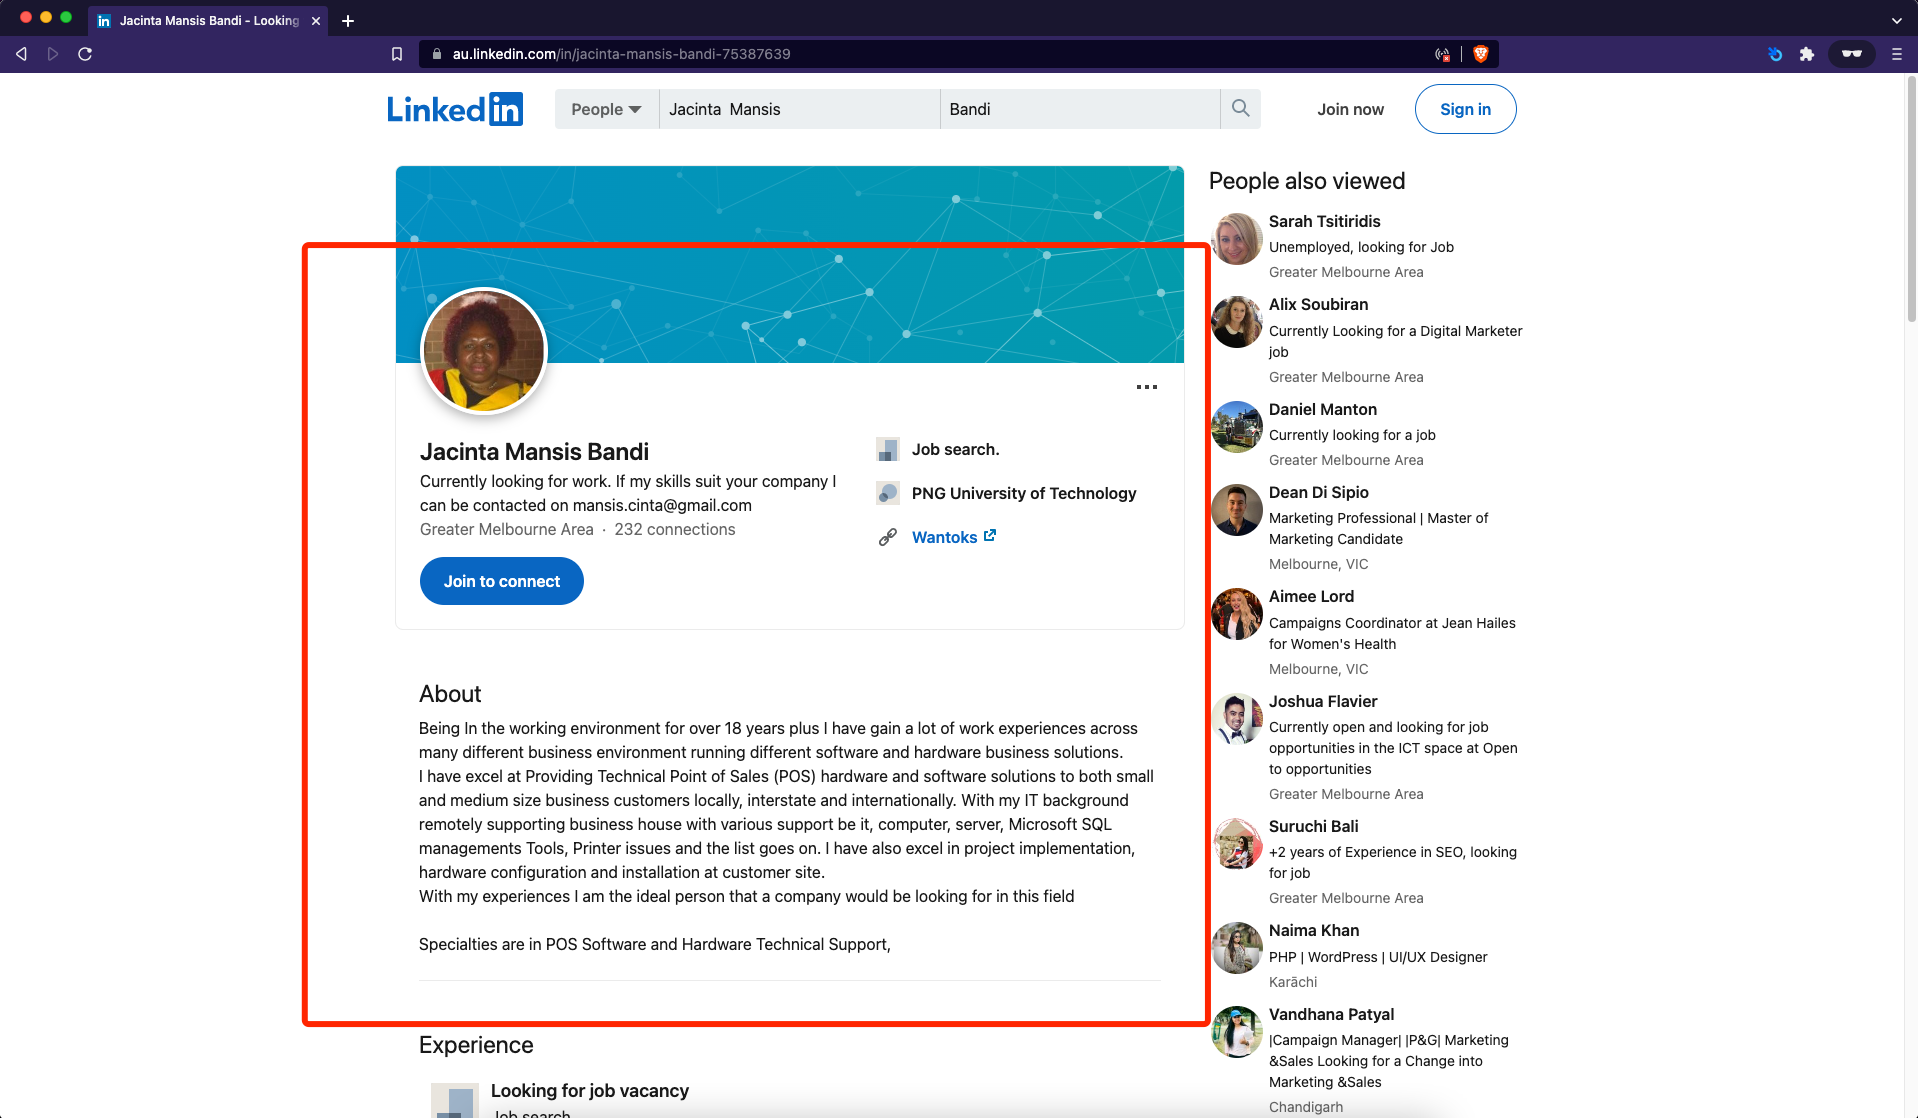 Jacinta Mansis Bandi - Looking
au.linkedin.com/in/jacinta-mansis-bandi-75387639
Linked in
People
Jacinta  Mansis
Bandi
Join now
Sign in
Jacinta Mansis Bandi
Currently looking for work. If my skills suit your company I
can be contacted on mansis.cinta@gmail.com
Greater Melbourne Area · 232 connections
Join to connect
Job search.
PNG University of Technology
Wantoks
About
Being In the working environment for over 18 years plus I have gain a lot of work experiences across
many different business environment running different software and hardware business solutions.
I have excel at Providing Technical Point of Sales (POS) hardware and software solutions to both small
and medium size business customers locally, interstate and internationally. With my IT background
remotely supporting business house with various support be it, computer, server, Microsoft SQL
managements Tools, Printer issues and the list goes on. I have also excel in project implementation,
hardware configuration and installation at customer site.
With my experiences I am the ideal person that a company would be looking for in this field
Specialties are in POS Software and Hardware Technical Support,
Experience
Looking for job vacancy
Job search
People also viewed
Sarah Tsitiridis
Unemployed, looking for Job
Greater Melbourne Area
Alix Soubiran
Currently Looking for a Digital Marketer
job
Greater Melbourne Area
Daniel Manton
Currently looking for a job
Greater Melbourne Area
Dean Di Sipio
Marketing Professional | Master of
Marketing Candidate
Melbourne, VIC
Aimee Lord
Campaigns Coordinator at Jean Hailes
for Women's Health
Melbourne, VIC
Joshua Flavier
Currently open and looking for job
opportunities in the ICT space at Open
to opportunities
Greater Melbourne Area
Suruchi Bali
+2 years of Experience in SEO, looking
for job
Greater Melbourne Area
Naima Khan
PHP | WordPress | UI/UX Designer
Karāchi
Vandhana Patyal
|Campaign Manager| |P&G| Marketing
&Sales Looking for a Change into
Marketing &Sales
Chandigarh